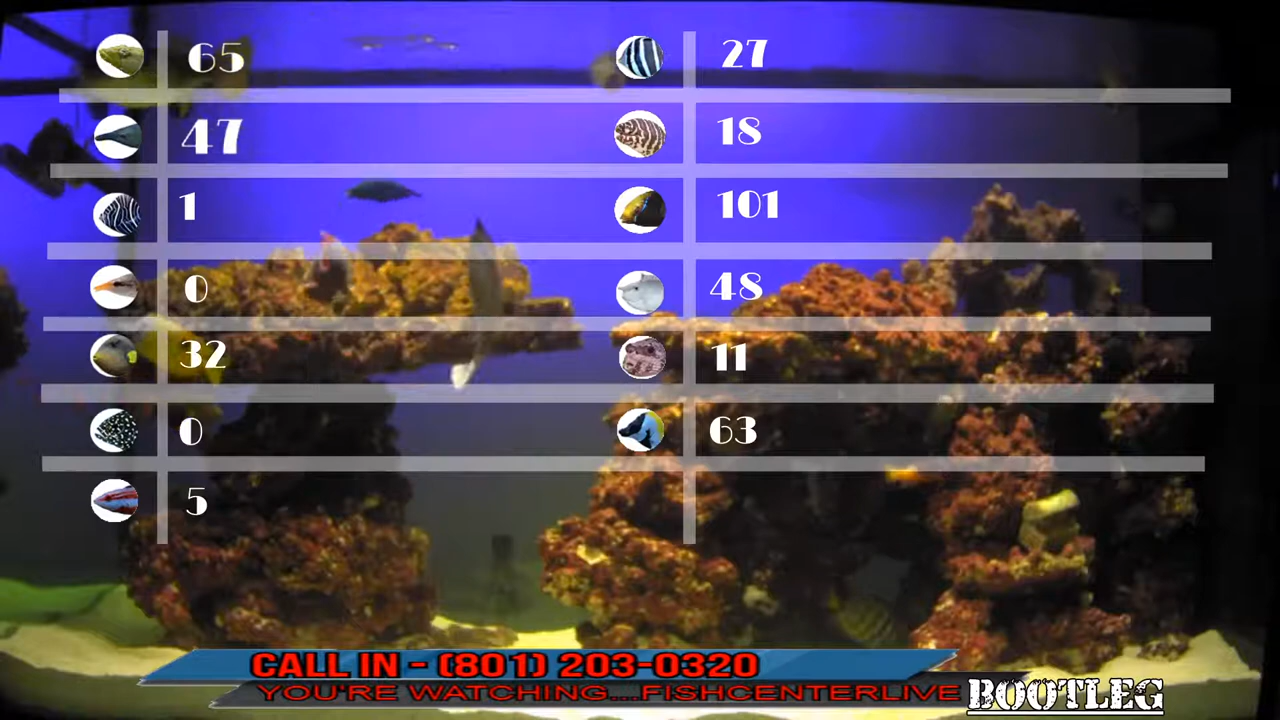 65 27
47 18
1 101
0 48
32 11
0 63
5
CALL IN - (801) 203-0320
YOU'RE WATCHING...FISHCENTERLIVE
BOOTLEG